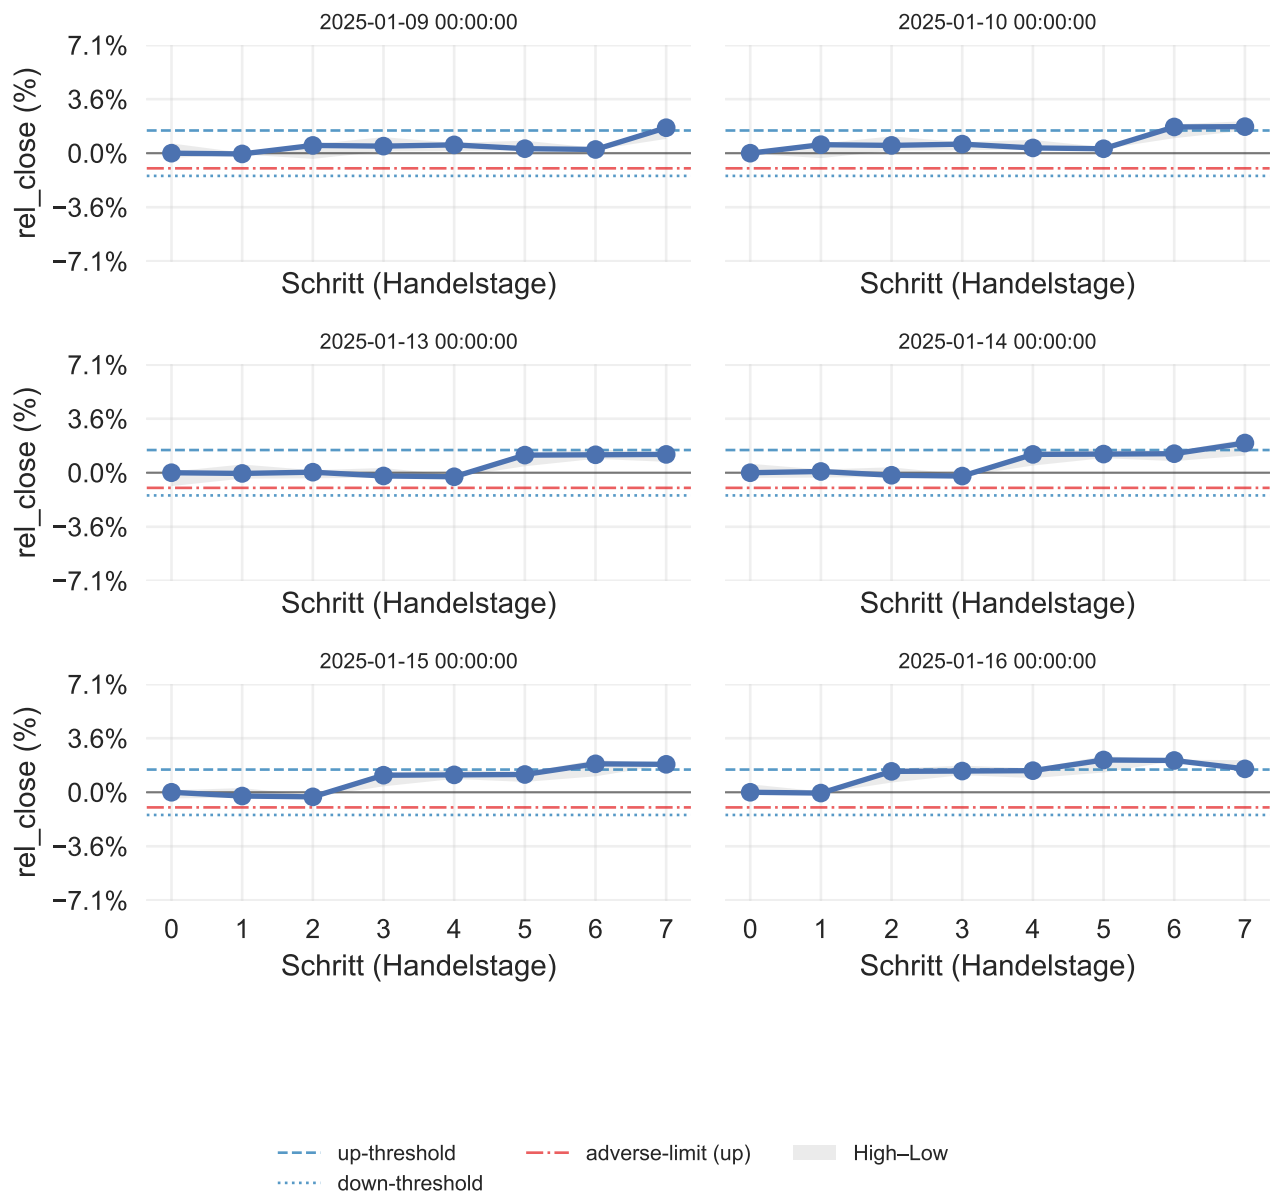 2025-01-09 00:00:00
2025-01-10 00:00:00
7.1%
3.6%
0.0%
−3.6%
−7.1%
rel_close (%)
Schritt (Handelstage)
Schritt (Handelstage)
2025-01-13 00:00:00
2025-01-14 00:00:00
7.1%
3.6%
0.0%
−3.6%
−7.1%
rel_close (%)
Schritt (Handelstage)
Schritt (Handelstage)
2025-01-15 00:00:00
2025-01-16 00:00:00
7.1%
3.6%
0.0%
−3.6%
−7.1%
rel_close (%)
0 1 2 3 4 5 6 7
0 1 2 3 4 5 6 7
Schritt (Handelstage)
Schritt (Handelstage)
up-threshold
adverse-limit (up)
High–Low
down-threshold